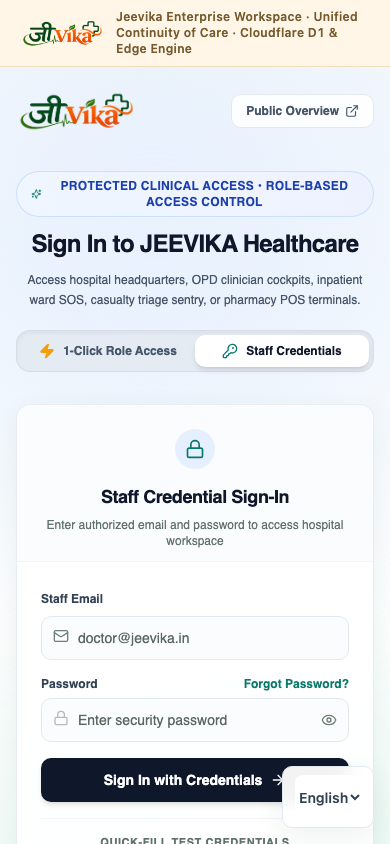 जीVika
Jeevika Enterprise Workspace · Unified
Continuity of Care · Cloudflare D1 &
Edge Engine
जीVika
Public Overview
PROTECTED CLINICAL ACCESS • ROLE-BASED
ACCESS CONTROL
Sign In to JEEVIKA Healthcare
Access hospital headquarters, OPD clinician cockpits, inpatient
ward SOS, casualty triage sentry, or pharmacy POS terminals.
1-Click Role Access
Staff Credentials
Staff Credential Sign-In
Enter authorized email and password to access hospital
workspace
Staff Email
doctor@jeevika.in
Password
Forgot Password?
Enter security password
Sign In with Credentials
English
QUICK-FILL TEST CREDENTIALS